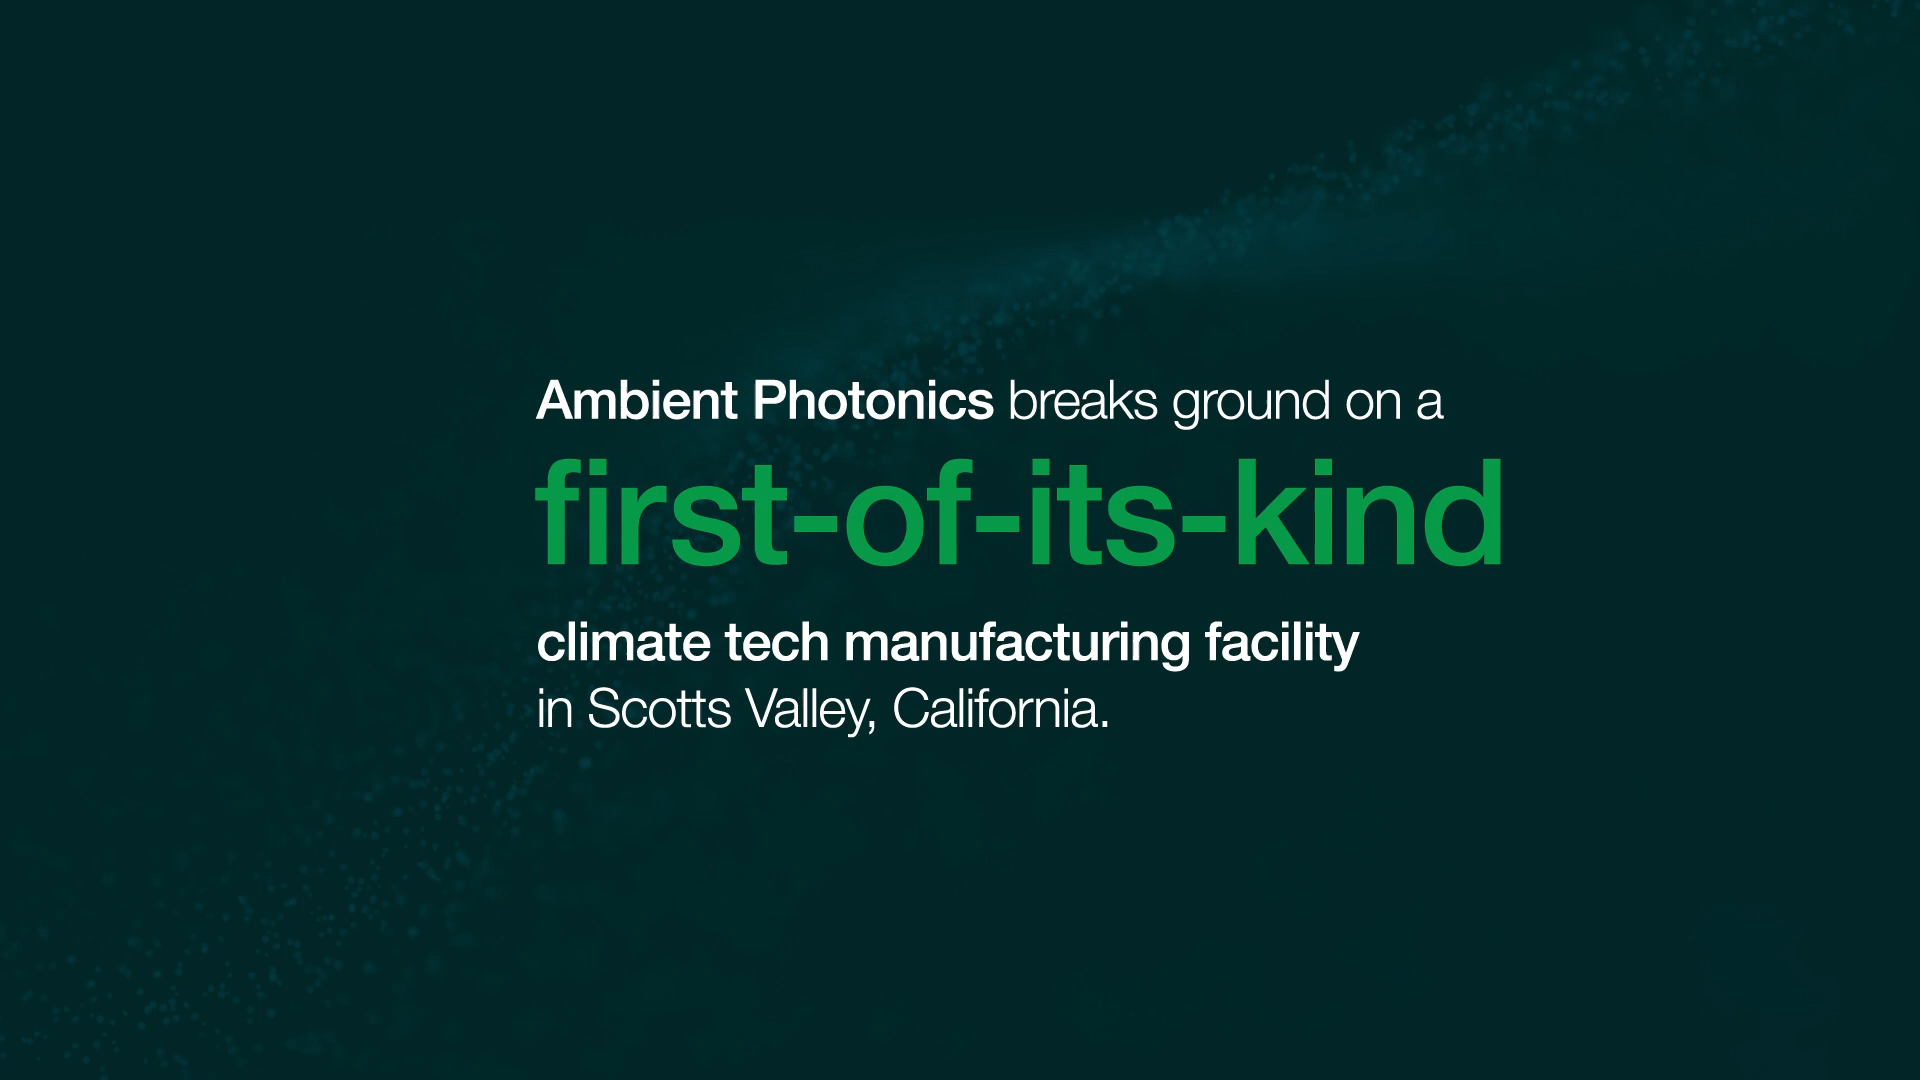 Ambient Photonics breaks ground on a
first-of-its-kind
climate tech manufacturing facility
in Scotts Valley, California.